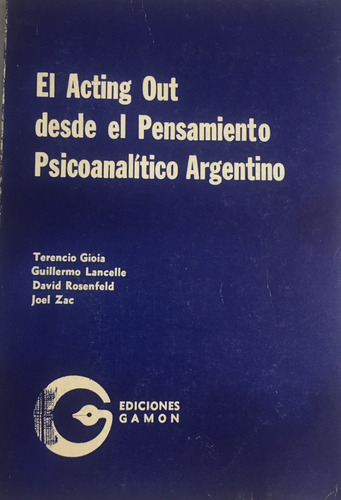 El Acting Out
desde el Pensamiento
Psicoanalítico Argentino
Terencio Gioia
Guillermo Lancelle
David Rosenfeld
Joel Zac
EDICIONES
GAMON